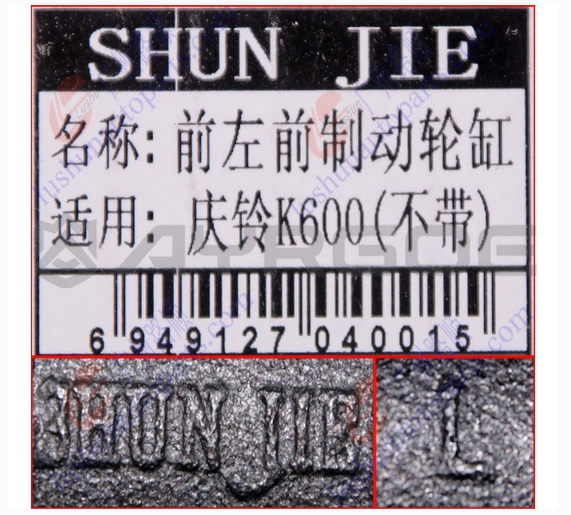 SHUN JIE
名称: 前左前制动轮缸
适用: 庆铃K600(不带)
6 949127 040015
SHUN JIE
L